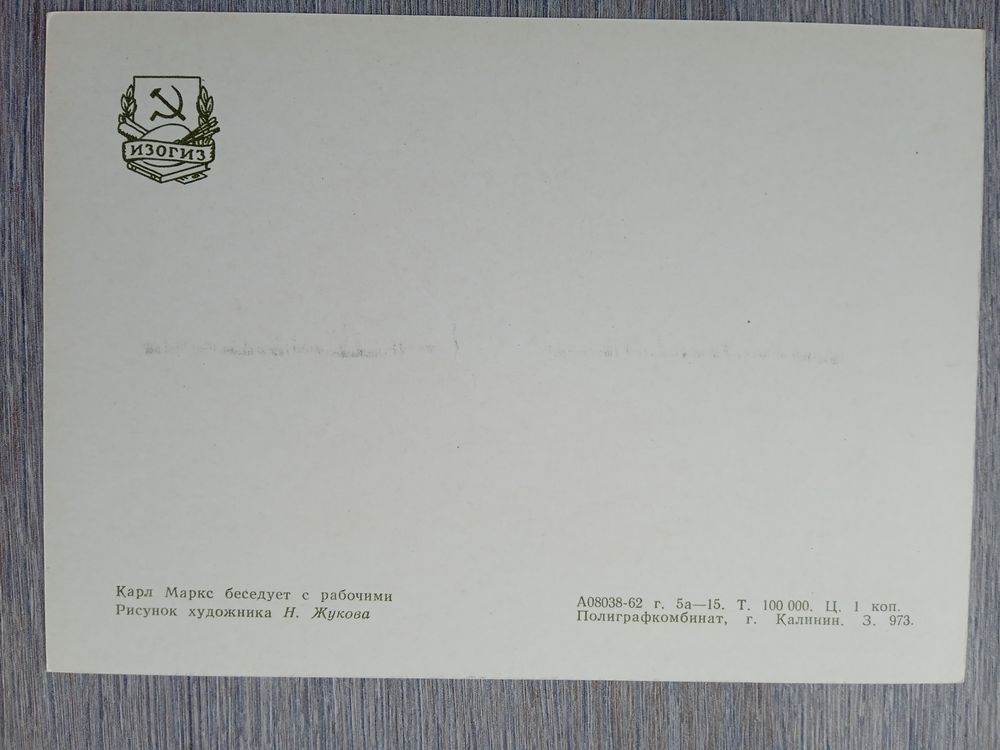 ИЗОГИЗ
Карл Маркс беседует с рабочими
Рисунок художника Н. Жукова
А08038-62 г. 5а—15. Т. 100 000. Ц. 1 коп.
Полиграфкомбинат, г. Калинин. З. 973.